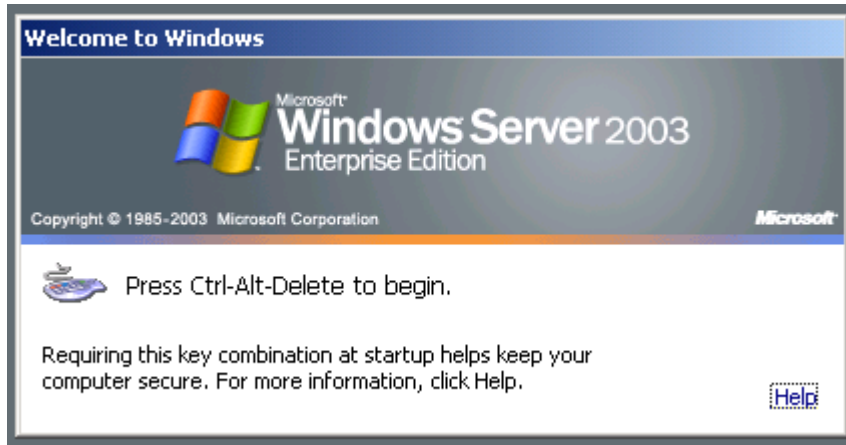 Welcome to Windows
Microsoft
Windows Server 2003
Enterprise Edition
Copyright © 1985-2003 Microsoft Corporation
Microsoft
Press Ctrl-Alt-Delete to begin.
Requiring this key combination at startup helps keep your
computer secure. For more information, click Help.
Help